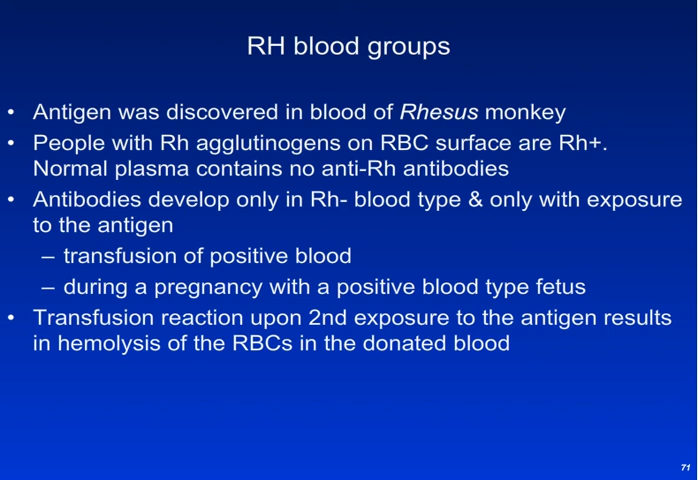 RH blood groups
• Antigen was discovered in blood of Rhesus monkey
• People with Rh agglutinogens on RBC surface are Rh+.
Normal plasma contains no anti-Rh antibodies
• Antibodies develop only in Rh- blood type & only with exposure
to the antigen
– transfusion of positive blood
– during a pregnancy with a positive blood type fetus
• Transfusion reaction upon 2nd exposure to the antigen results
in hemolysis of the RBCs in the donated blood
71